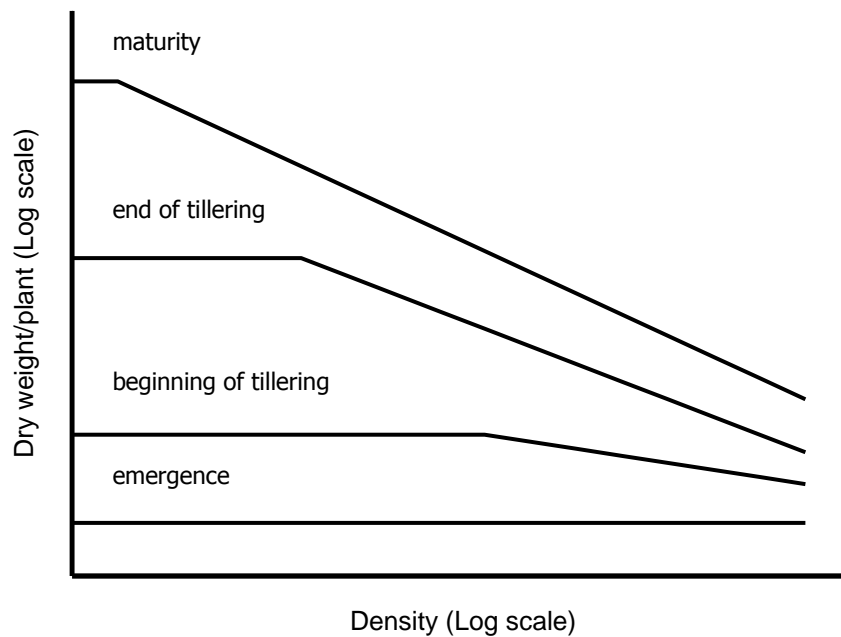 maturity
end of tillering
beginning of tillering
emergence
Dry weight/plant (Log scale)
Density (Log scale)